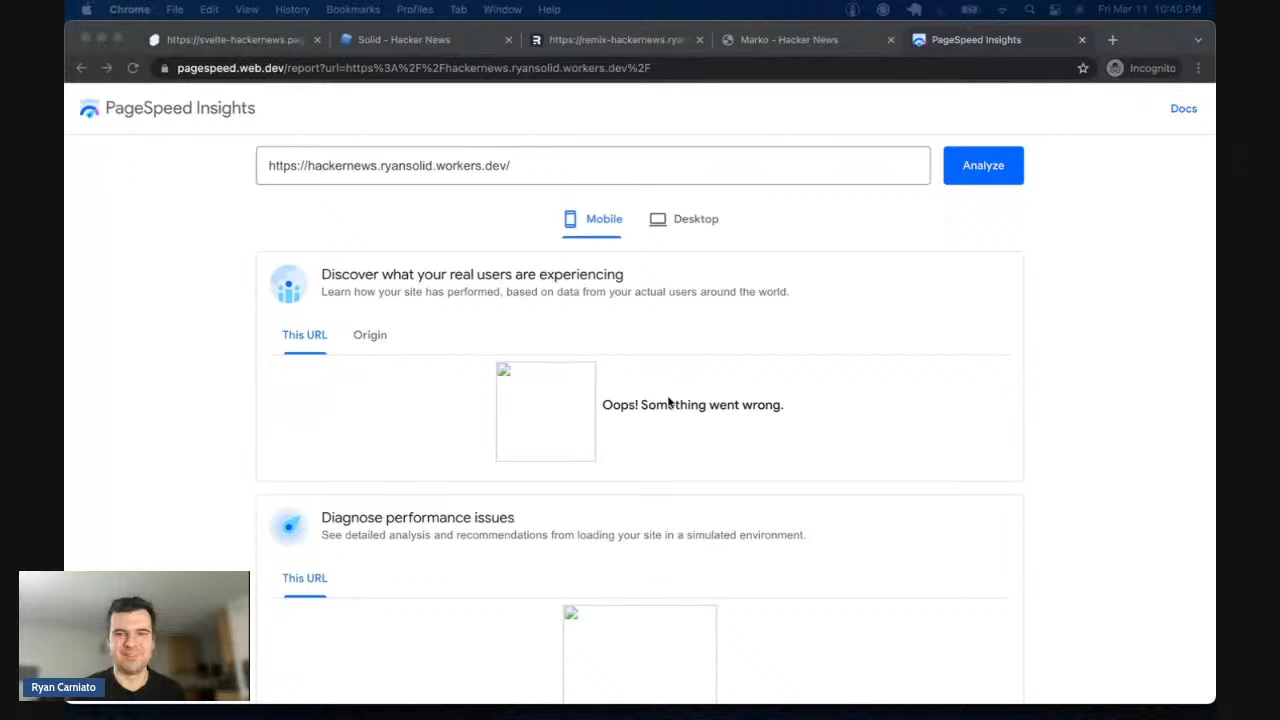 Chrome File Edit View History Bookmarks Profiles Tab Window Help Fri Mar 11 10:40 PM
https://svelte-hackernews.pa Solid - Hacker News https://remix-hackernews.rya Marko - Hacker News PageSpeed Insights
pagespeed.web.dev/report?url=https%3A%2F%2Fhackernews.ryansolid.workers.dev%2F Incognito
PageSpeed Insights Docs
https://hackernews.ryansolid.workers.dev/ Analyze
Mobile Desktop
Discover what your real users are experiencing
Learn how your site has performed, based on data from your actual users around the world.
This URL Origin
Oops! Something went wrong.
Diagnose performance issues
See detailed analysis and recommendations from loading your site in a simulated environment.
This URL
Ryan Carniato